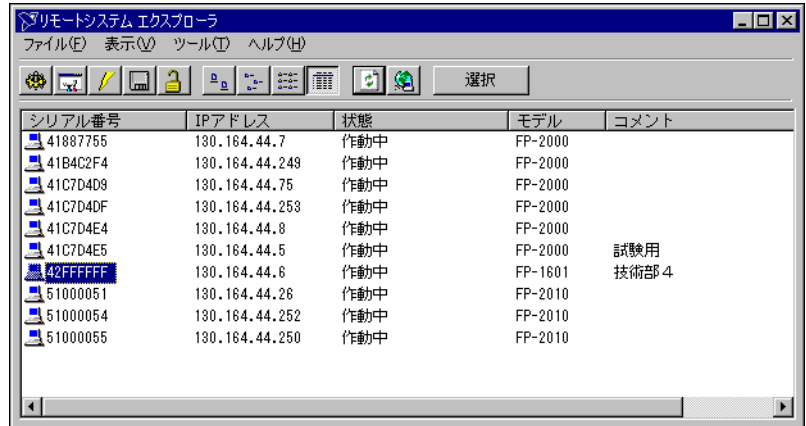 リモートシステム エクスプローラ
ファイル(F) 表示(V) ツール(T) ヘルプ(H)
選択
シリアル番号 IPアドレス 状態 モデル コメント
41887755 130.164.44.7 作動中 FP-2000
41B4C2F4 130.164.44.249 作動中 FP-2000
41C7D4D9 130.164.44.75 作動中 FP-2000
41C7D4DF 130.164.44.253 作動中 FP-2000
41C7D4E4 130.164.44.8 作動中 FP-2000
41C7D4E5 130.164.44.5 作動中 FP-2000 試験用
42FFFFFF 130.164.44.6 作動中 FP-1601 技術部４
51000051 130.164.44.26 作動中 FP-2010
51000054 130.164.44.252 作動中 FP-2010
51000055 130.164.44.250 作動中 FP-2010